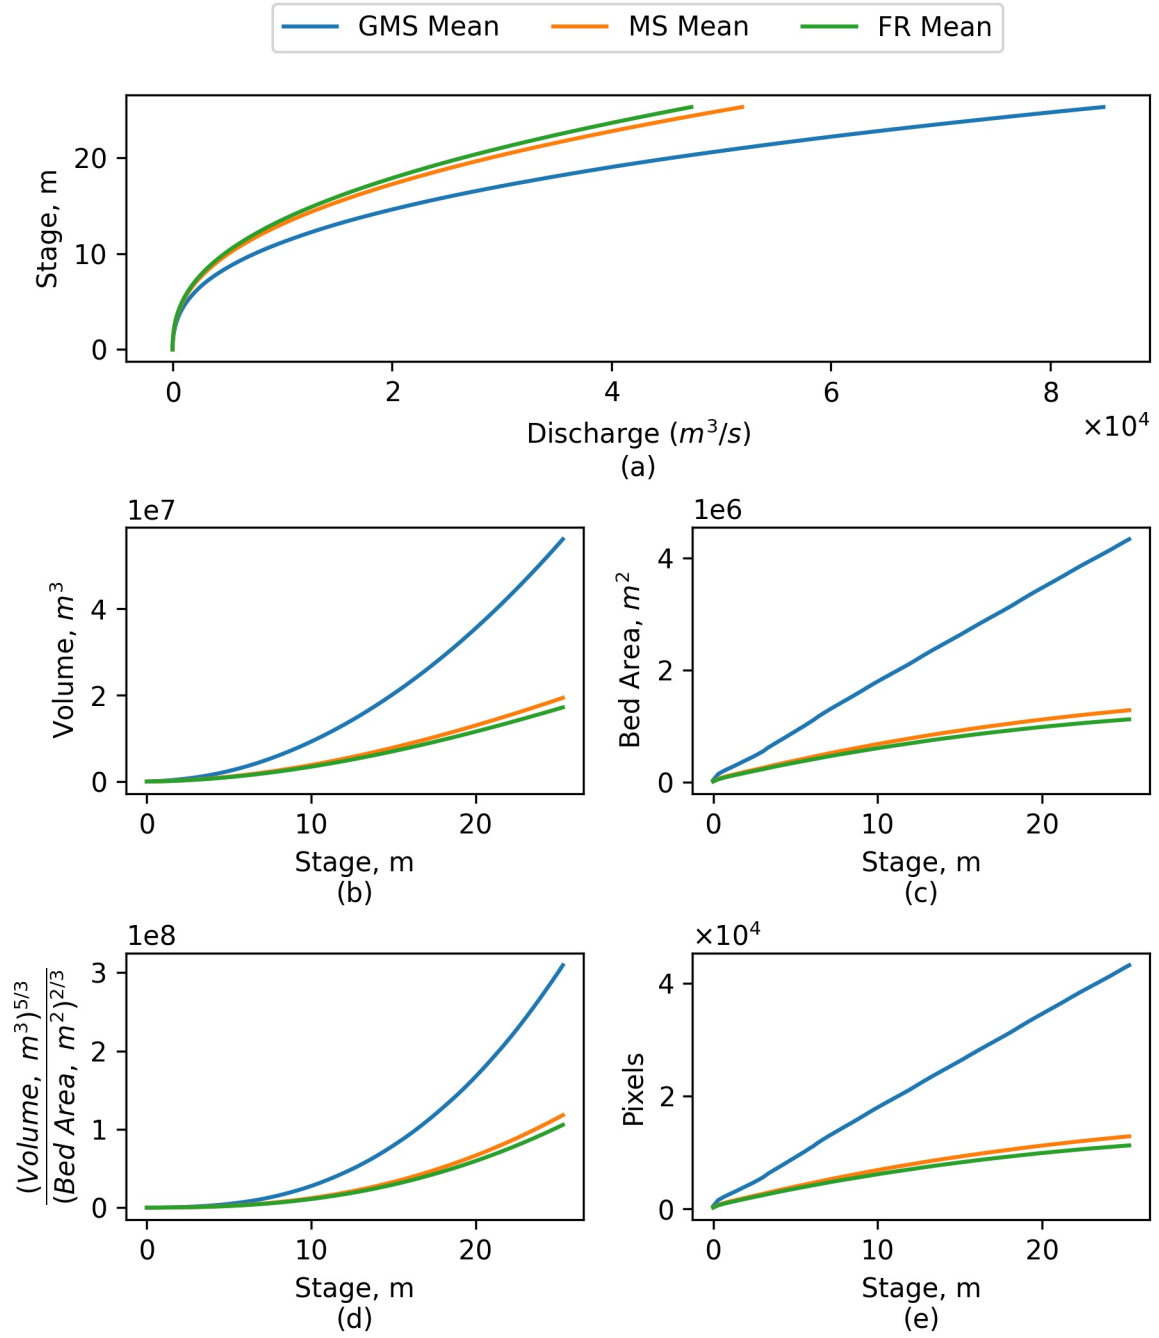 GMS Mean MS Mean FR Mean
20
10
0
Stage, m
0 2 4 6 8
×10⁴
Discharge (m³/s)
(a)
1e7
4
2
0
Volume, m³
0 10 20
Stage, m
(b)
1e6
4
2
0
Bed Area, m²
0 10 20
Stage, m
(c)
1e8
3
2
1
0
(Volume, m³)^5/3
(Bed Area, m²)^2/3
0 10 20
Stage, m
(d)
×10⁴
4
2
0
Pixels
0 10 20
Stage, m
(e)